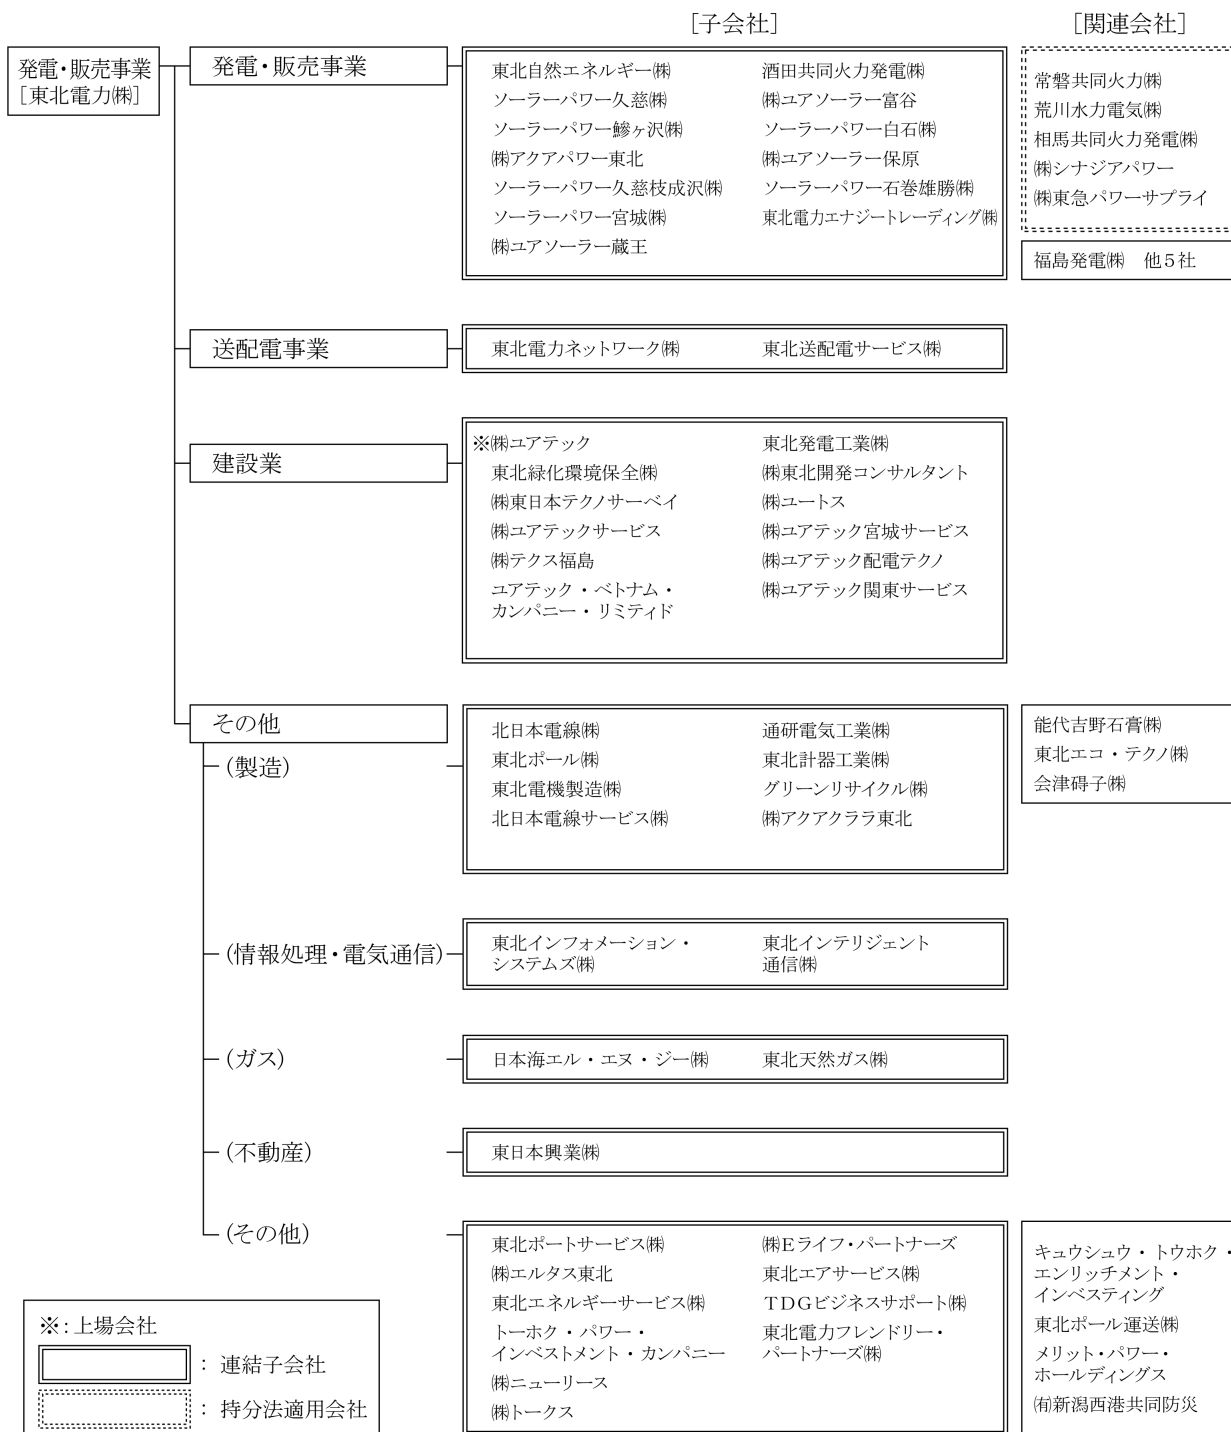 [子会社]
[関連会社]
発電・販売事業
[東北電力㈱]
発電・販売事業
東北自然エネルギー㈱
酒田共同火力発電㈱
ソーラーパワー久慈㈱
㈱ユアソーラー富谷
ソーラーパワー鰺ヶ沢㈱
ソーラーパワー白石㈱
㈱アクアパワー東北
㈱ユアソーラー保原
ソーラーパワー久慈枝成沢㈱
ソーラーパワー石巻雄勝㈱
ソーラーパワー宮城㈱
東北電力エナジートレーディング㈱
㈱ユアソーラー蔵王
常磐共同火力㈱
荒川水力電気㈱
相馬共同火力発電㈱
㈱シナジアパワー
㈱東急パワーサプライ
福島発電㈱　他５社
送配電事業
東北電力ネットワーク㈱
東北送配電サービス㈱
建設業
※㈱ユアテック
東北発電工業㈱
東北緑化環境保全㈱
㈱東北開発コンサルタント
㈱東日本テクノサーベイ
㈱ユートス
㈱ユアテックサービス
㈱ユアテック宮城サービス
㈱テクス福島
㈱ユアテック配電テクノ
ユアテック・ベトナム・
カンパニー・リミティド
㈱ユアテック関東サービス
その他
(製造)
北日本電線㈱
通研電気工業㈱
東北ポール㈱
東北計器工業㈱
東北電機製造㈱
グリーンリサイクル㈱
北日本電線サービス㈱
㈱アクアクララ東北
能代吉野石膏㈱
東北エコ・テクノ㈱
会津碍子㈱
(情報処理・電気通信)
東北インフォメーション・
システムズ㈱
東北インテリジェント
通信㈱
(ガス)
日本海エル・エヌ・ジー㈱
東北天然ガス㈱
(不動産)
東日本興業㈱
(その他)
東北ポートサービス㈱
㈱Eライフ・パートナーズ
㈱エルタス東北
東北エアサービス㈱
東北エネルギーサービス㈱
TDGビジネスサポート㈱
トーホク・パワー・
インベストメント・カンパニー
東北電力フレンドリー・
パートナーズ㈱
㈱ニューリース
㈱トークス
キュウシュウ・トウホク・
エンリッチメント・
インベスティング
東北ポール運送㈱
メリット・パワー・
ホールディングス
㈲新潟西港共同防災
※:上場会社
：連結子会社
：持分法適用会社